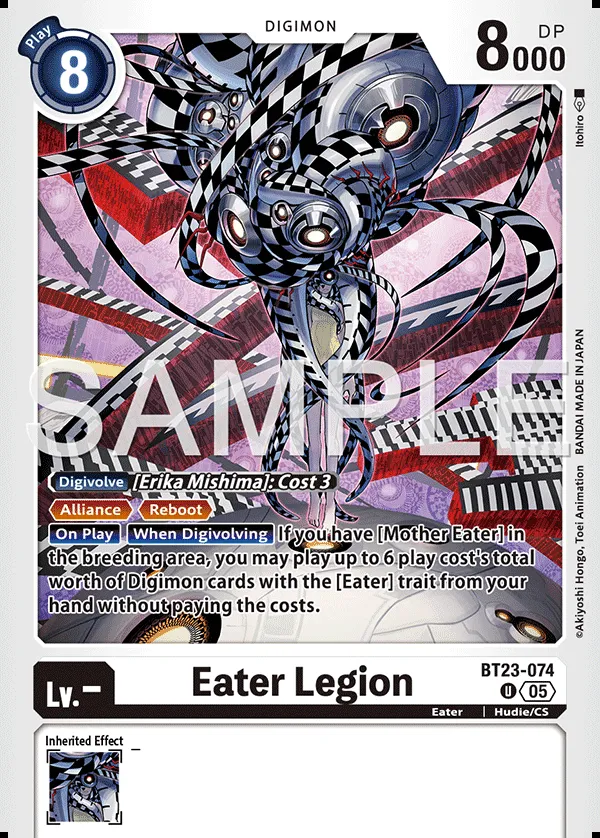 DIGIMON
Play
8
8000
DP
Itohiro
SAMPLE
©Akiyoshi Hongo, Toei Animation BANDAI MADE IN JAPAN
Digivolve [Erika Mishima]: Cost 3
Alliance Reboot
On Play When Digivolving If you have [Mother Eater] in
the breeding area, you may play up to 6 play cost's total
worth of Digimon cards with the [Eater] trait from your
hand without paying the costs.
Lv.–
Eater Legion
BT23-074
U 05
Eater | Hudie/CS
Inherited Effect –